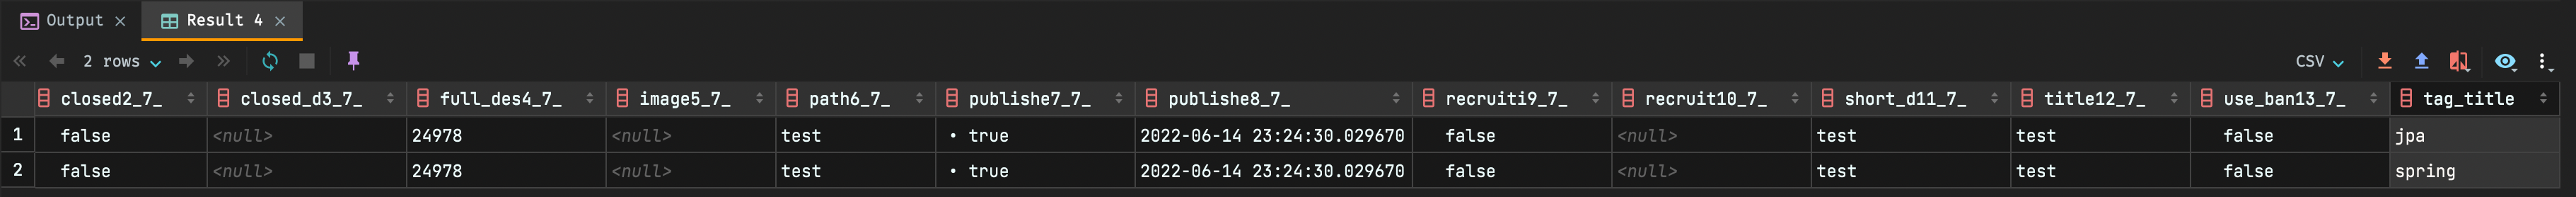 Output × Result 4 ×
2 rows CSV
closed2_7_ closed_d3_7_ full_des4_7_ image5_7_ path6_7_ publishe7_7_ publishe8_7_ recruiti9_7_ recruit10_7_ short_d11_7_ title12_7_ use_ban13_7_ tag_title
1 false <null> 24978 <null> test • true 2022-06-14 23:24:30.029670 false <null> test test false jpa
2 false <null> 24978 <null> test • true 2022-06-14 23:24:30.029670 false <null> test test false spring